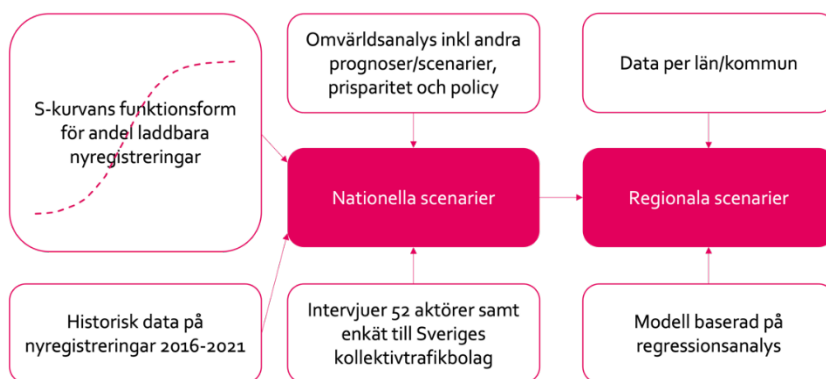 S-kurvans funktionsform
för andel laddbara
nyregistreringar
Omvärldsanalys inkl andra
prognoser/scenarier,
prisparitet och policy
Data per län/kommun
Nationella scenarier
Regionala scenarier
Historisk data på
nyregistreringar 2016-2021
Intervjuer 52 aktörer samt
enkät till Sveriges
kollektivtrafikbolag
Modell baserad på
regressionsanalys